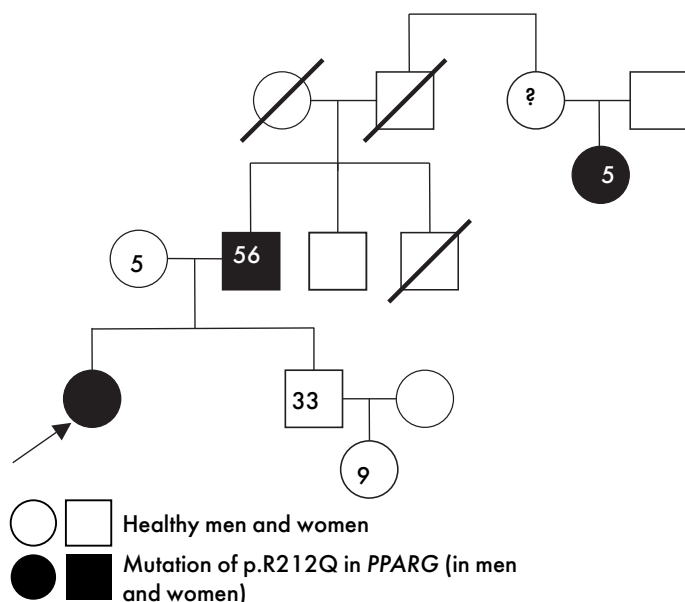 ?
5
56
5
33
9
Healthy men and women
Mutation of p.R212Q in PPARG (in men
and women)